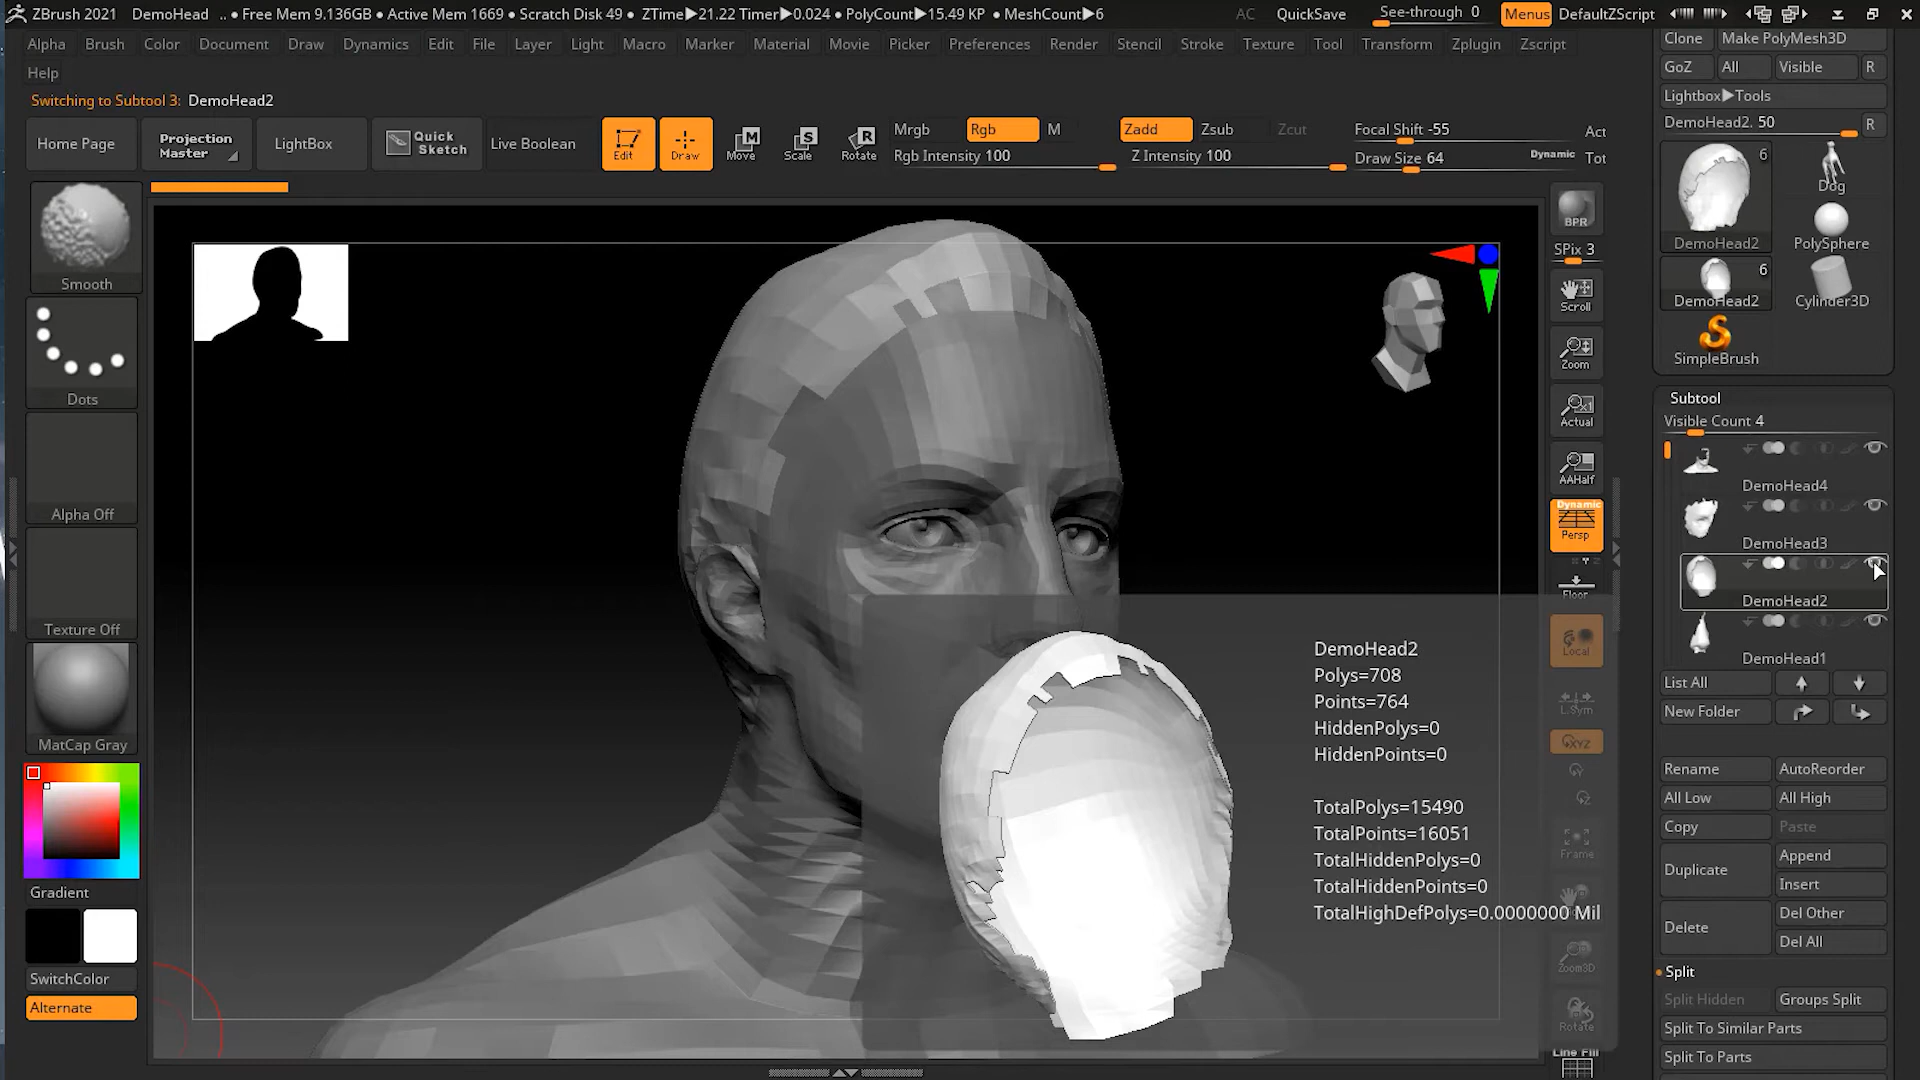 ZBrush 2021 DemoHead .. • Free Mem 9.136GB • Active Mem 1669 • Scratch Disk 49 • ZTime▶21.22 Timer▶0.024 • PolyCount▶15.49 KP • MeshCount▶6 AC QuickSave See-through 0 Menus DefaultZScript
Alpha Brush Color Document Draw Dynamics Edit File Layer Light Macro Marker Material Movie Picker Preferences Render Stencil Stroke Texture Tool Transform Zplugin Zscript
Help
Switching to Subtool 3: DemoHead2
Home Page
Projection
Master
LightBox
Quick
Sketch
Live Boolean
Edit
Draw
Move
Scale
Rotate
Mrgb Rgb M
Rgb Intensity 100
Zadd Zsub Zcut
Z Intensity 100
Focal Shift -55
Draw Size 64
Dynamic
Act
Tot
Smooth
Dots
Alpha Off
Texture Off
MatCap Gray
Gradient
SwitchColor
Alternate
DemoHead2
Polys=708
Points=764
HiddenPolys=0
HiddenPoints=0
TotalPolys=15490
TotalPoints=16051
TotalHiddenPolys=0
TotalHiddenPoints=0
TotalHighDefPolys=0.0000000 Mil
BPR
SPix 3
Scroll
Zoom
Actual
AAHalf
Dynamic
Persp
Floor
Local
L.Sym
XYZ
Frame
Zoom3D
Rotate
Line Fill
Clone Make PolyMesh3D
GoZ All Visible R
Lightbox▶Tools
DemoHead2. 50 R
6
DemoHead2
Dog
PolySphere
6
DemoHead2
Cylinder3D
SimpleBrush
Subtool
Visible Count 4
DemoHead4
DemoHead3
DemoHead2
DemoHead1
List All
New Folder
Rename AutoReorder
All Low All High
Copy Paste
Duplicate Append
Insert
Delete Del Other
Del All
Split
Split Hidden Groups Split
Split To Similar Parts
Split To Parts